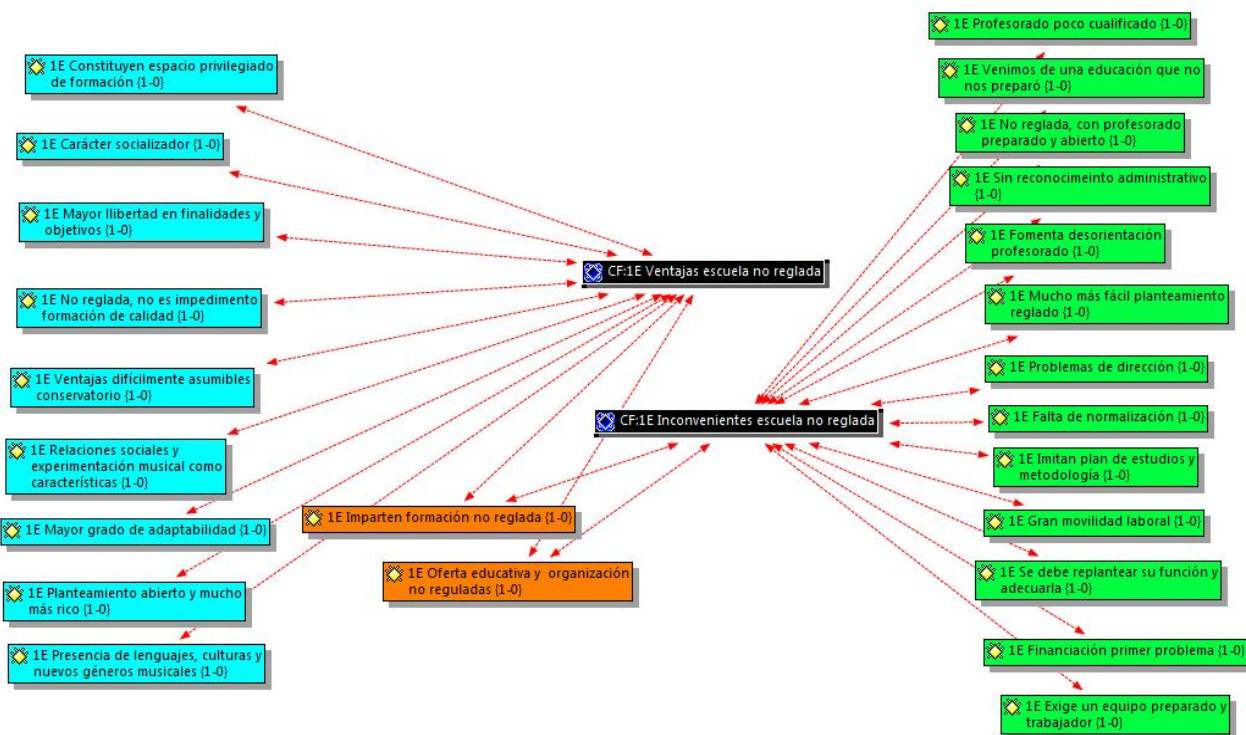 1E Constituyen espacio privilegiado
de formación {1-0}
1E Carácter socializador {1-0}
1E Mayor Llibertad en finalidades y
objetivos {1-0}
1E No reglada, no es impedimento
formación de calidad {1-0}
1E Ventajas difícilmente asumibles
conservatorio {1-0}
1E Relaciones sociales y
experimentación musical como
características {1-0}
1E Mayor grado de adaptabilidad {1-0}
1E Planteamiento abierto y mucho
más rico {1-0}
1E Presencia de lenguajes, culturas y
nuevos géneros musicales {1-0}
CF:1E Ventajas escuela no reglada
CF:1E Inconvenientes escuela no reglada
1E Imparten formación no reglada {1-0}
1E Oferta educativa y organización
no reguladas {1-0}
1E Profesorado poco cualificado {1-0}
1E Venimos de una educación que no
nos preparó {1-0}
1E No reglada, con profesorado
preparado y abierto {1-0}
1E Sin reconocimeinto administrativo
{1-0}
1E Fomenta desorientación
profesorado {1-0}
1E Mucho más fácil planteamiento
reglado {1-0}
1E Problemas de dirección {1-0}
1E Falta de normalización {1-0}
1E Imitan plan de estudios y
metodología {1-0}
1E Gran movilidad laboral {1-0}
1E Se debe replantear su función y
adecuarla {1-0}
1E Financiación primer problema {1-0}
1E Exige un equipo preparado y
trabajador {1-0}